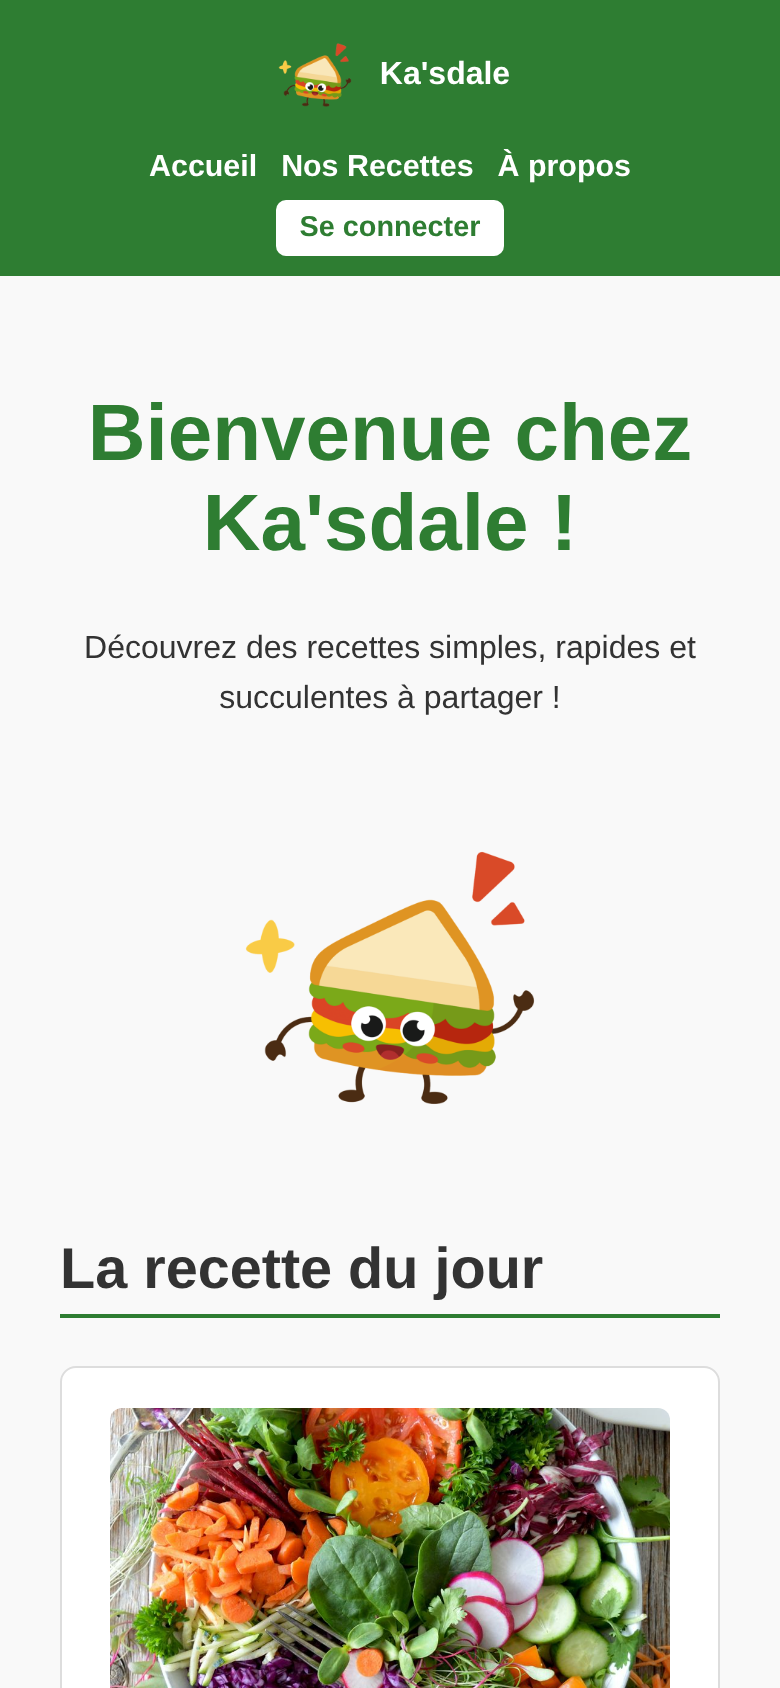 Ka'sdale
Accueil Nos Recettes À propos
Se connecter
Bienvenue chez
Ka'sdale !
Découvrez des recettes simples, rapides et
succulentes à partager !
La recette du jour